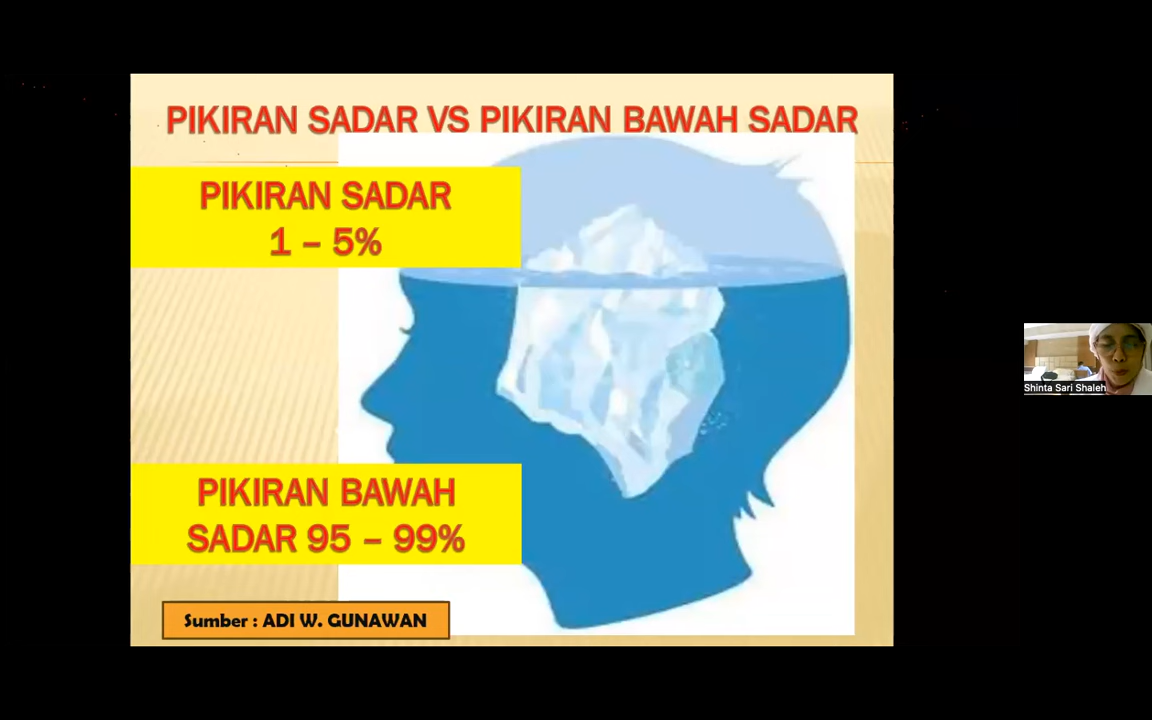 PIKIRAN SADAR VS PIKIRAN BAWAH SADAR
PIKIRAN SADAR
1 – 5%
PIKIRAN BAWAH
SADAR 95 – 99%
Sumber : ADI W. GUNAWAN
Shinta Sari Shaleh